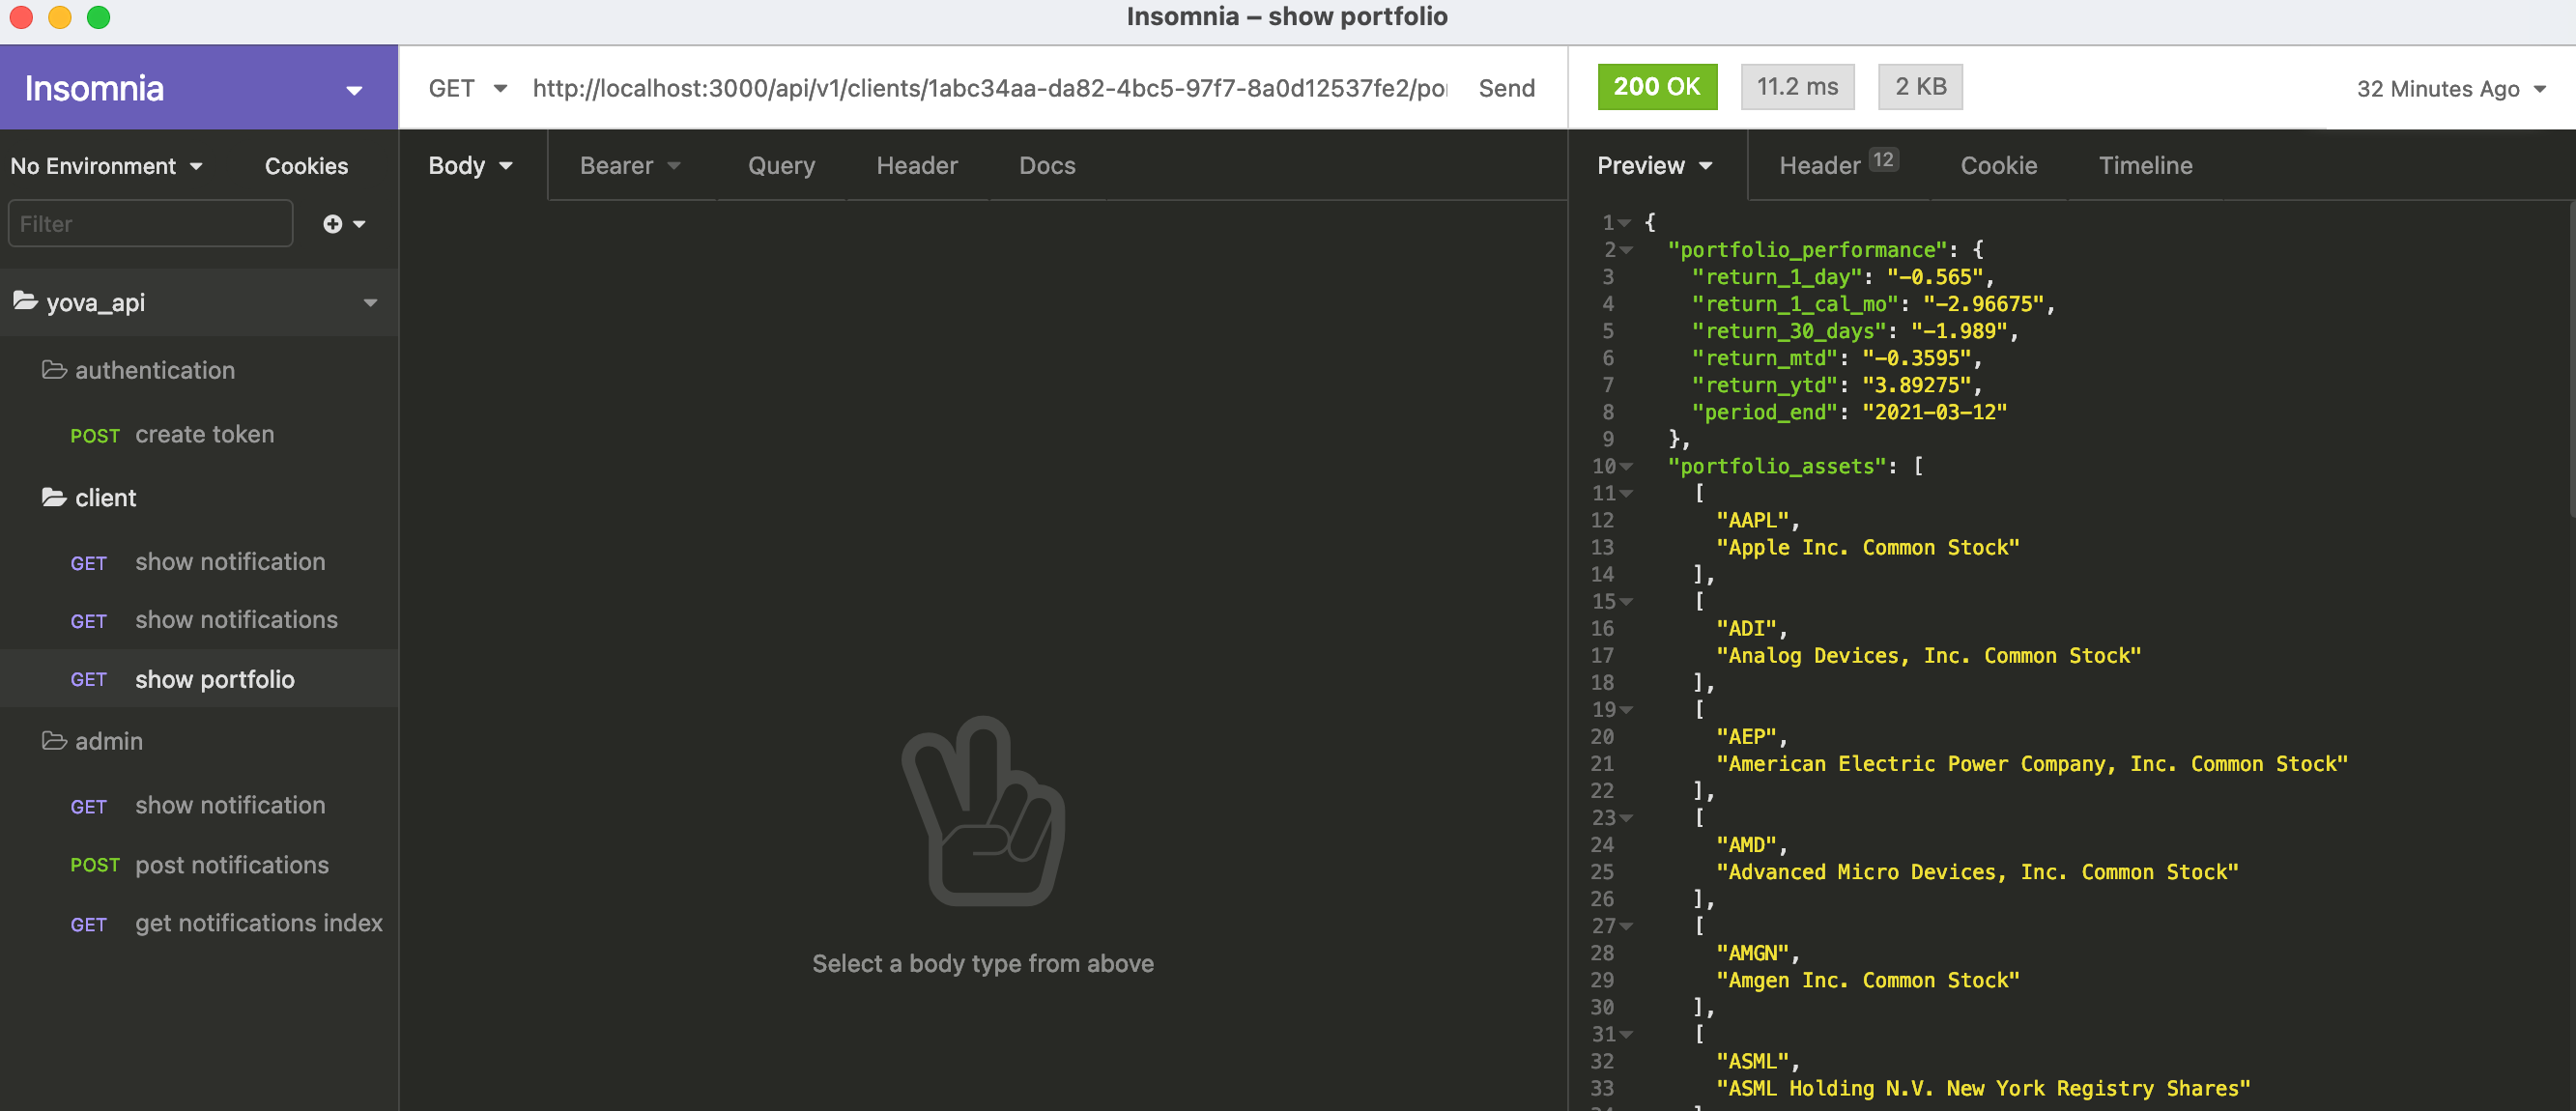 Insomnia – show portfolio
Insomnia
GET http://localhost:3000/api/v1/clients/1abc34aa-da82-4bc5-97f7-8a0d12537fe2/po Send
200 OK 11.2 ms 2 KB 32 Minutes Ago
No Environment Cookies
Body Bearer Query Header Docs
Preview Header 12 Cookie Timeline
Filter
yova_api
authentication
POST create token
client
GET show notification
GET show notifications
GET show portfolio
admin
GET show notification
POST post notifications
GET get notifications index
Select a body type from above
1 {
2 "portfolio_performance": {
3 "return_1_day": "-0.565",
4 "return_1_cal_mo": "-2.96675",
5 "return_30_days": "-1.989",
6 "return_mtd": "-0.3595",
7 "return_ytd": "3.89275",
8 "period_end": "2021-03-12"
9 },
10 "portfolio_assets": [
11 [
12 "AAPL",
13 "Apple Inc. Common Stock"
14 ],
15 [
16 "ADI",
17 "Analog Devices, Inc. Common Stock"
18 ],
19 [
20 "AEP",
21 "American Electric Power Company, Inc. Common Stock"
22 ],
23 [
24 "AMD",
25 "Advanced Micro Devices, Inc. Common Stock"
26 ],
27 [
28 "AMGN",
29 "Amgen Inc. Common Stock"
30 ],
31 [
32 "ASML",
33 "ASML Holding N.V. New York Registry Shares"